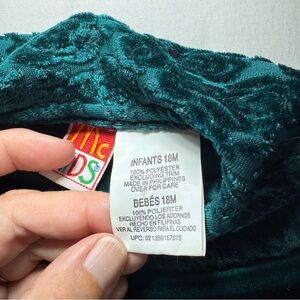 Mc
KIDS
INFANTS 18M
100% POLYESTER
EXCLUDING TRIM
MADE IN PHILIPPINES
OVER FOR CARE
BEBÉS 18M
100% POLIESTER
EXCLUYENDO LOS ADORNOS
HECHO EN FILIPINAS
VER AL REVERSO PARA EL CUIDADO
UPC: 021389157673